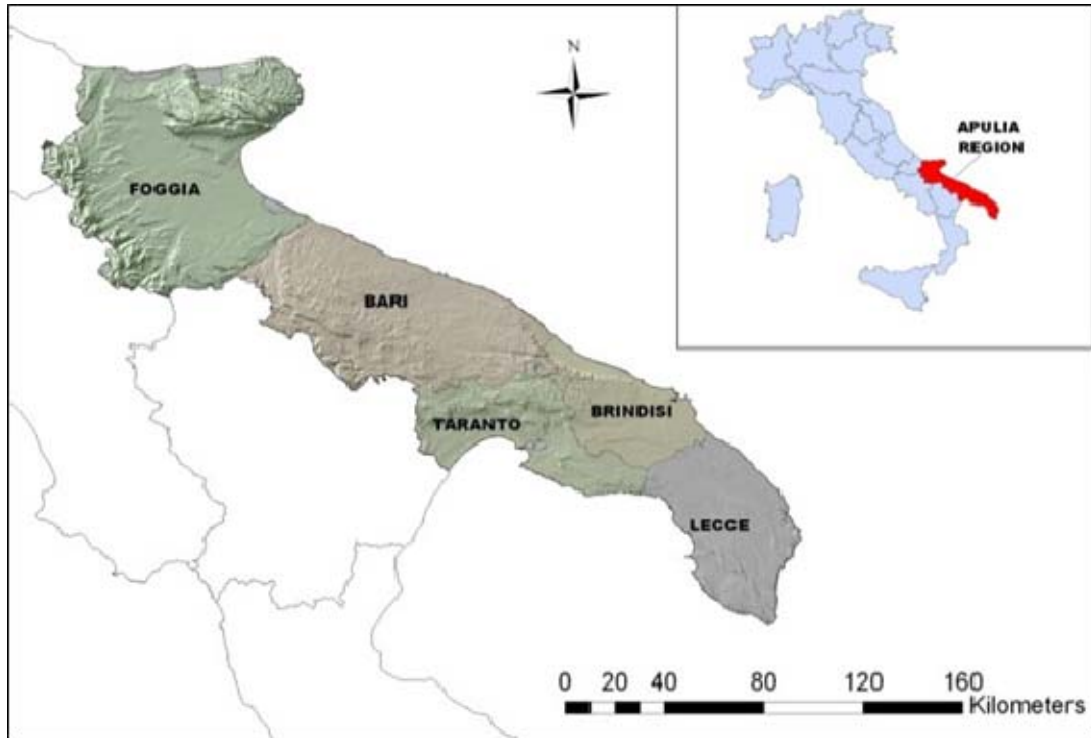 N
APULIA
REGION
FOGGIA
BARI
BRINDISI
TARANTO
LECCE
0 20 40 80 120 160
Kilometers